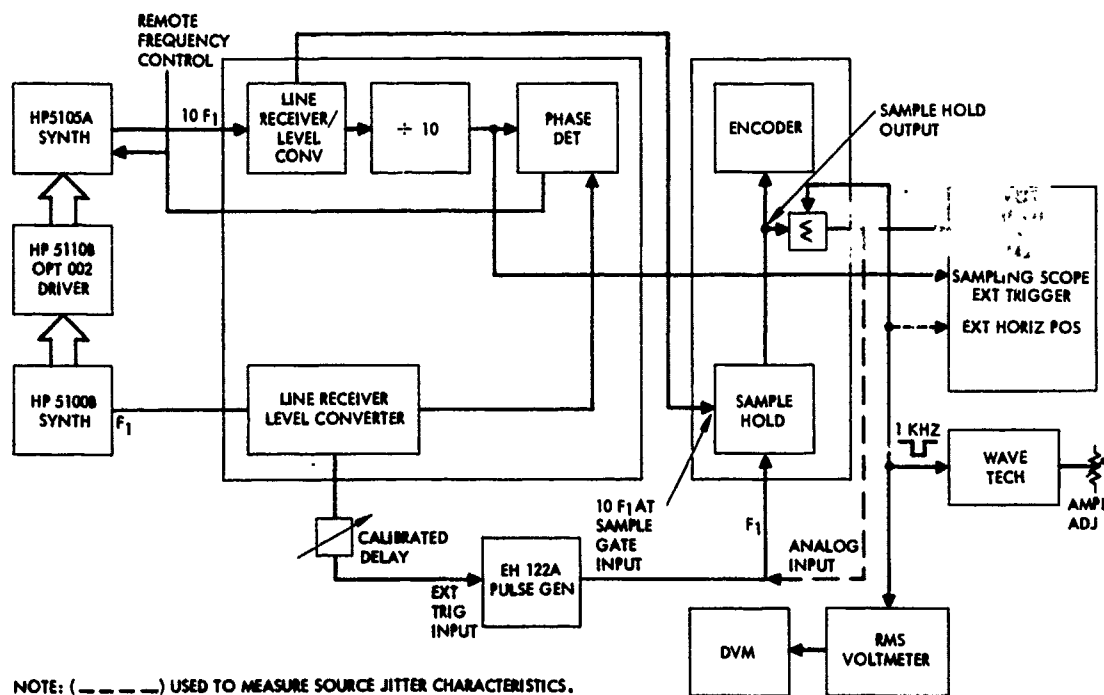 REMOTE
FREQUENCY
CONTROL
HP5105A
SYNTH
10 F1
LINE
RECEIVER/
LEVEL
CONV
÷ 10
PHASE
DET
ENCODER
SAMPLE HOLD
OUTPUT
HP 5110B
OPT 002
DRIVER
SAMPLING SCOPE
EXT TRIGGER
EXT HORIZ POS
HP 5100B
SYNTH
F1
LINE RECEIVER
LEVEL CONVERTER
SAMPLE
HOLD
1 KHZ
WAVE
TECH
AMPL
ADJ
10 F1 AT
SAMPLE
GATE
INPUT
F1
ANALOG
INPUT
CALIBRATED
DELAY
EXT
TRIG
INPUT
EH 122A
PULSE GEN
DVM
RMS
VOLTMETER
NOTE: (_ _ _ _) USED TO MEASURE SOURCE JITTER CHARACTERISTICS.